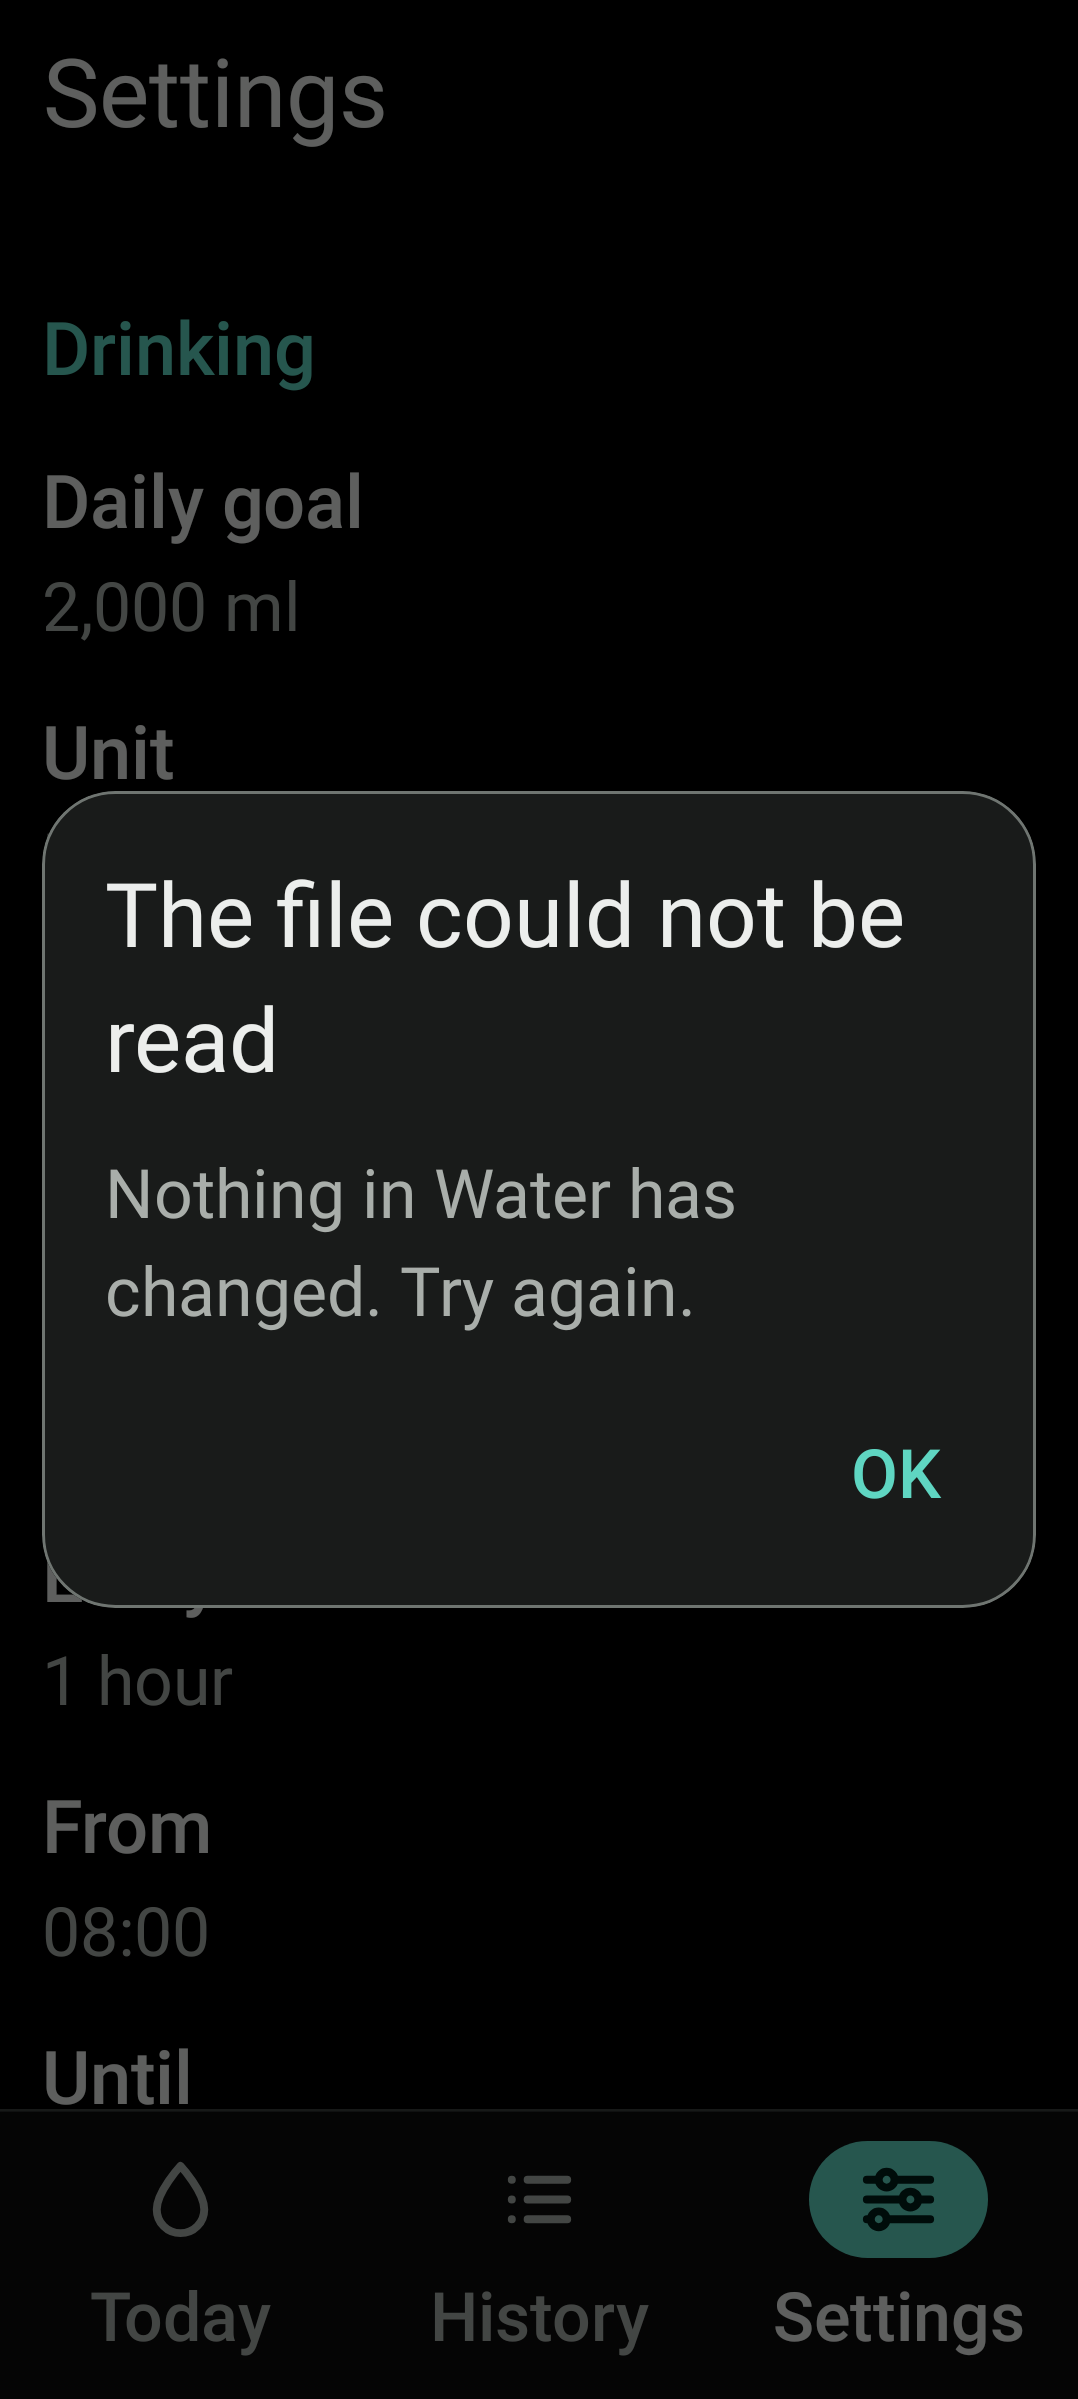 Settings
Drinking
Daily goal
2,000 ml
Unit
The file could not be
read
Nothing in Water has
changed. Try again.
OK
1 hour
From
08:00
Until
Today
History
Settings